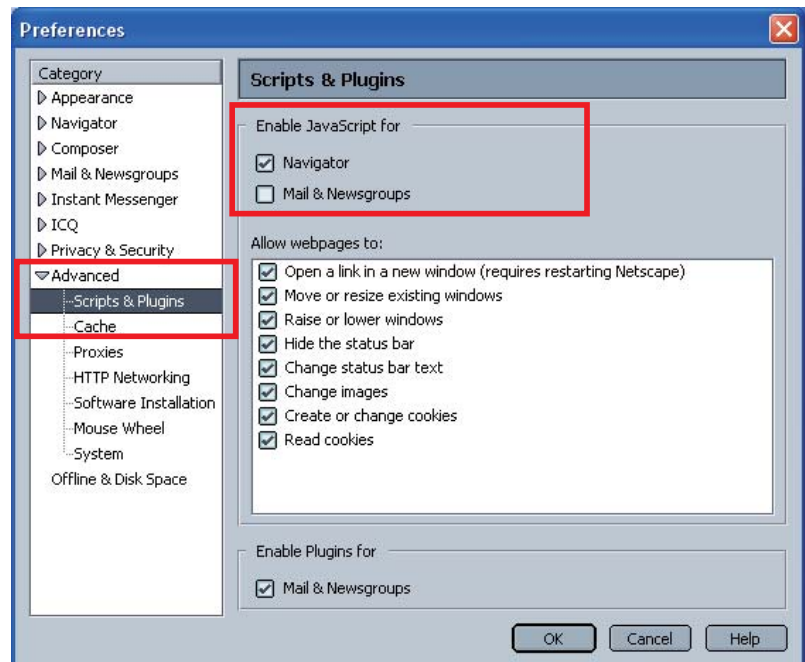 Preferences
Category
Appearance
Navigator
Composer
Mail & Newsgroups
Instant Messenger
ICQ
Privacy & Security
Advanced
Scripts & Plugins
Cache
Proxies
HTTP Networking
Software Installation
Mouse Wheel
System
Offline & Disk Space
Scripts & Plugins
Enable JavaScript for
Navigator
Mail & Newsgroups
Allow webpages to:
Open a link in a new window (requires restarting Netscape)
Move or resize existing windows
Raise or lower windows
Hide the status bar
Change status bar text
Change images
Create or change cookies
Read cookies
Enable Plugins for
Mail & Newsgroups
OK
Cancel
Help